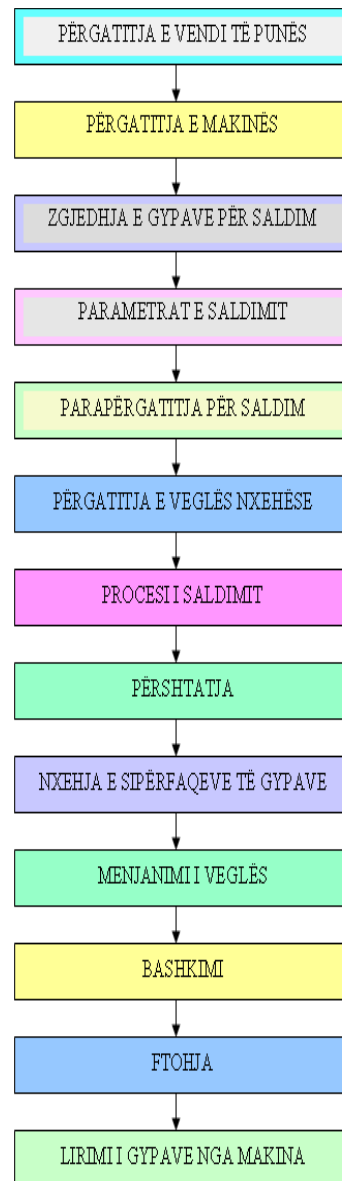 PËRGATITJA E VENDI TË PUNËS
PËRGATITJA E MAKINËS
ZGJEDHJA E GYPAVE PËR SALDIM
PARAMETRAT E SALDIMIT
PARAPËRGATITJA PËR SALDIM
PËRGATITJA E VEGLËS NXEHËSE
PROCESI I SALDIMIT
PËRSHTATJA
NXEHJA E SIPËRFAQEVE TË GYPAVE
MENJANIMI I VEGLËS
BASHKIMI
FTOHJA
LIRIMI I GYPAVE NGA MAKINA